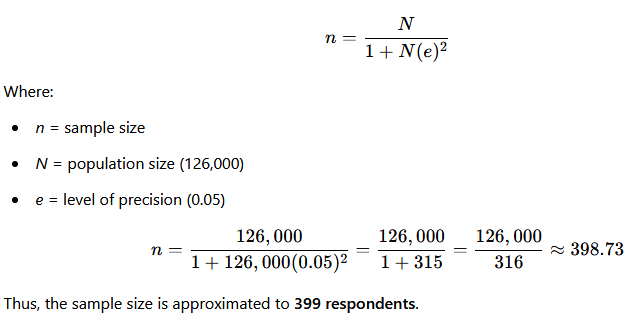 n = N / 1 + N(e)²
Where:
• n = sample size
• N = population size (126,000)
• e = level of precision (0.05)
n = 126,000 / 1 + 126,000(0.05)² = 126,000 / 1 + 315 = 126,000 / 316 ≈ 398.73
Thus, the sample size is approximated to 399 respondents.